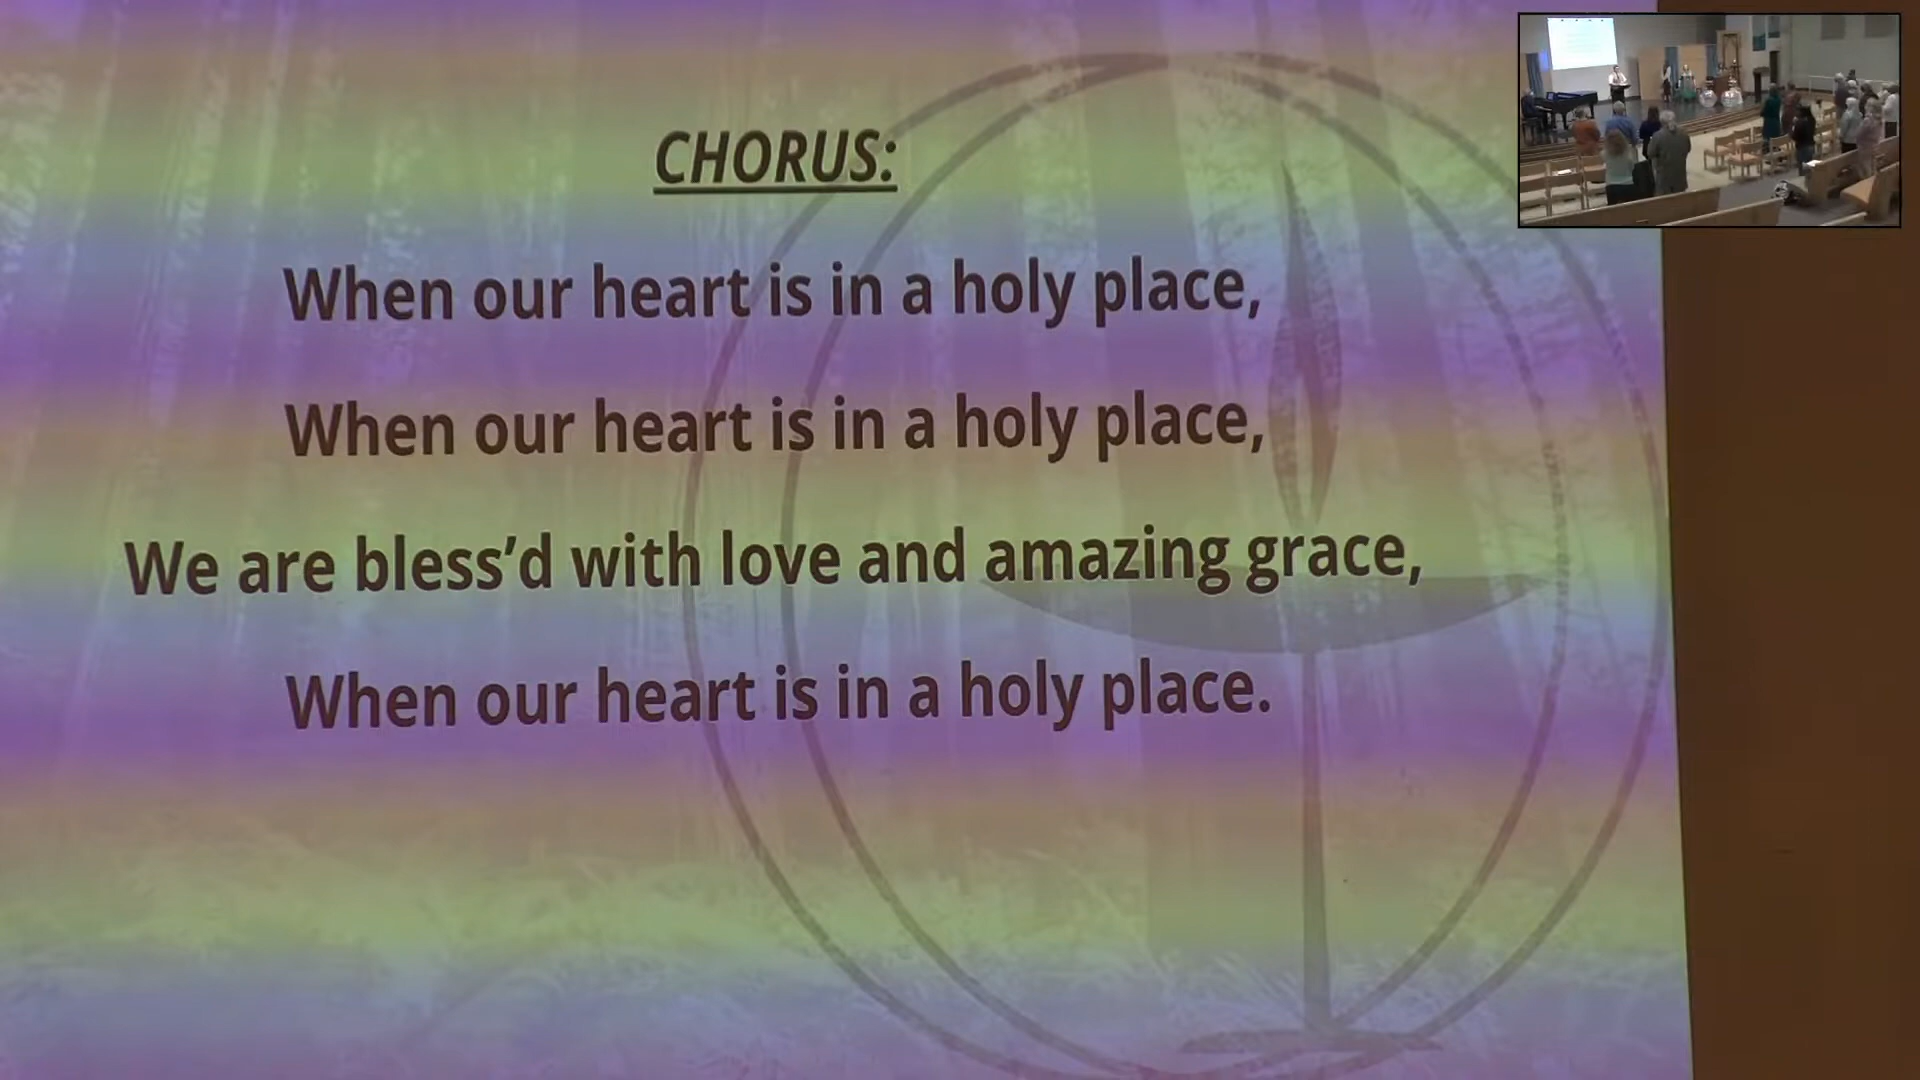 CHORUS:
When our heart is in a holy place,
When our heart is in a holy place,
We are bless’d with love and amazing grace,
When our heart is in a holy place.